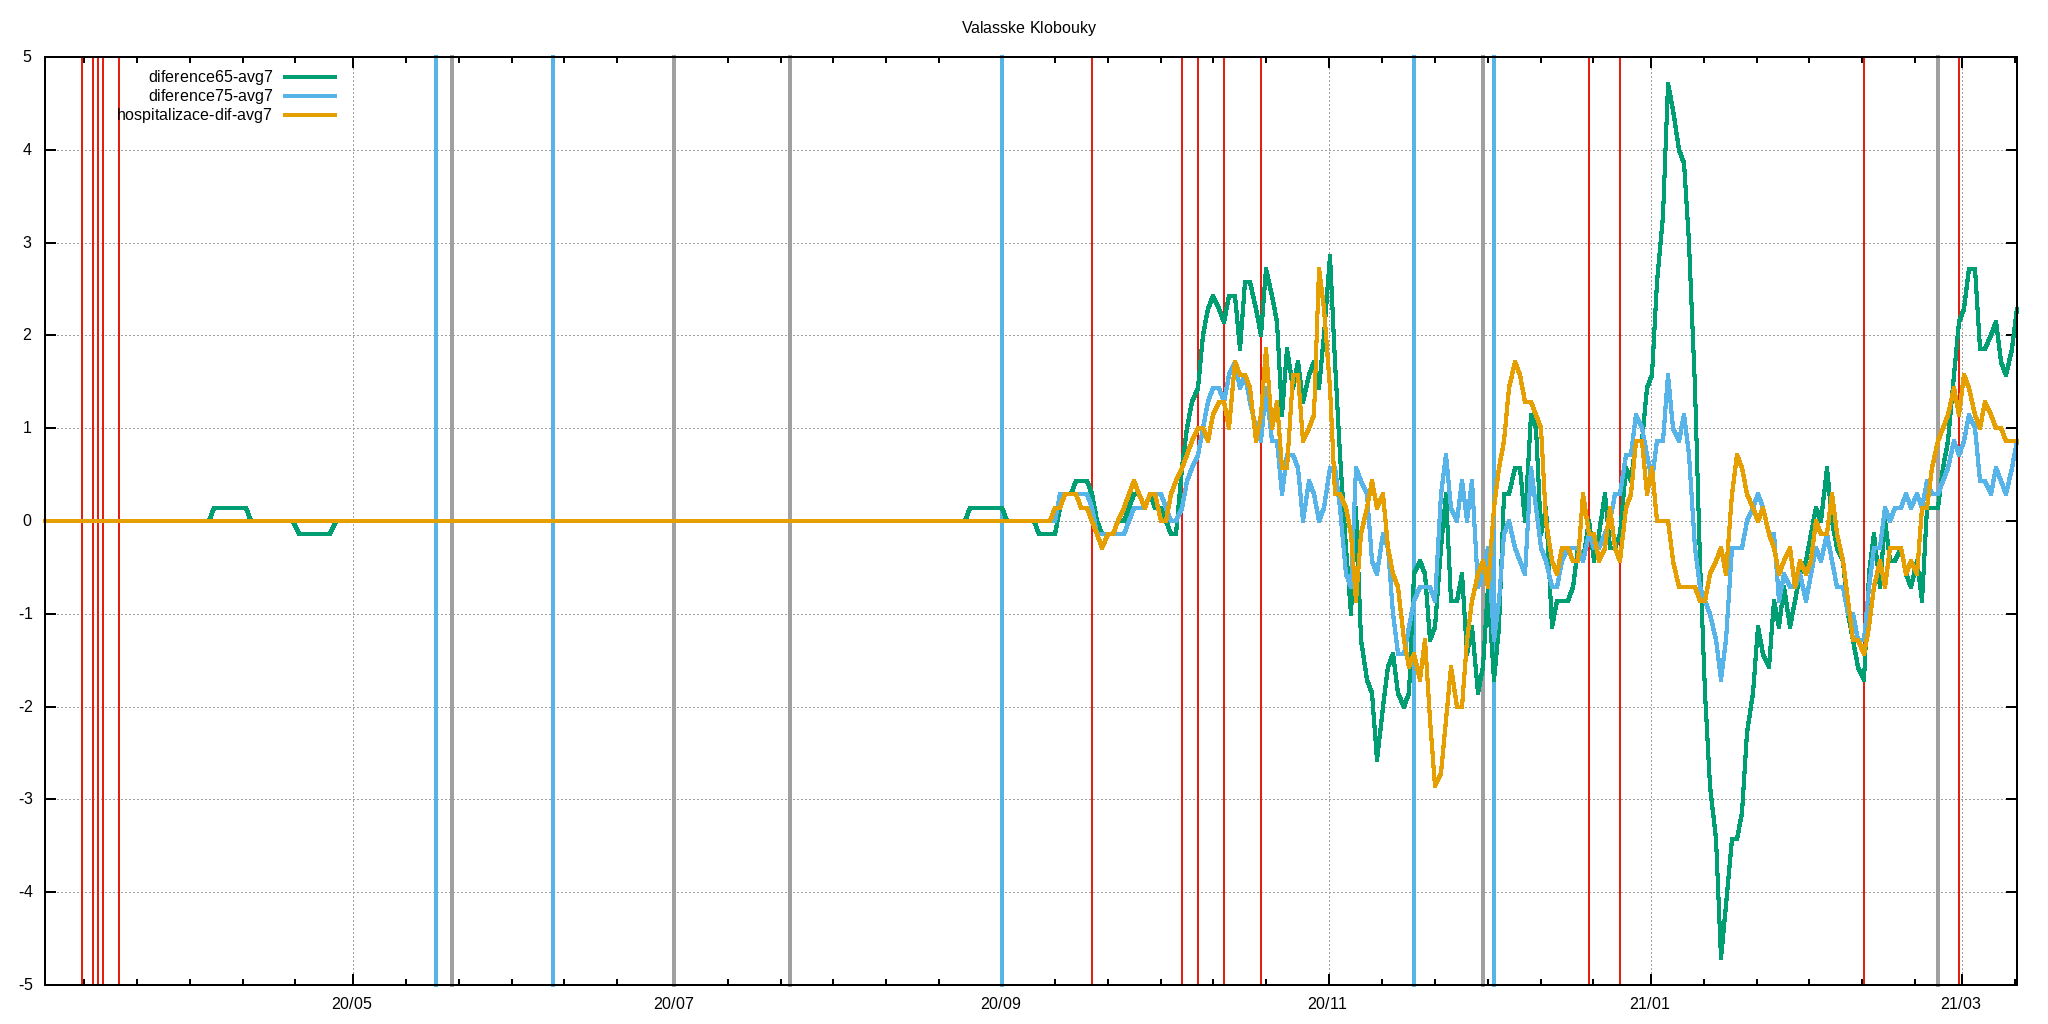 Valasske Klobouky
5
diference65-avg7
diference75-avg7
hospitalizace-dif-avg7
4
3
2
1
0
-1
-2
-3
-4
-5
20/05 20/07 20/09 20/11 21/01 21/03